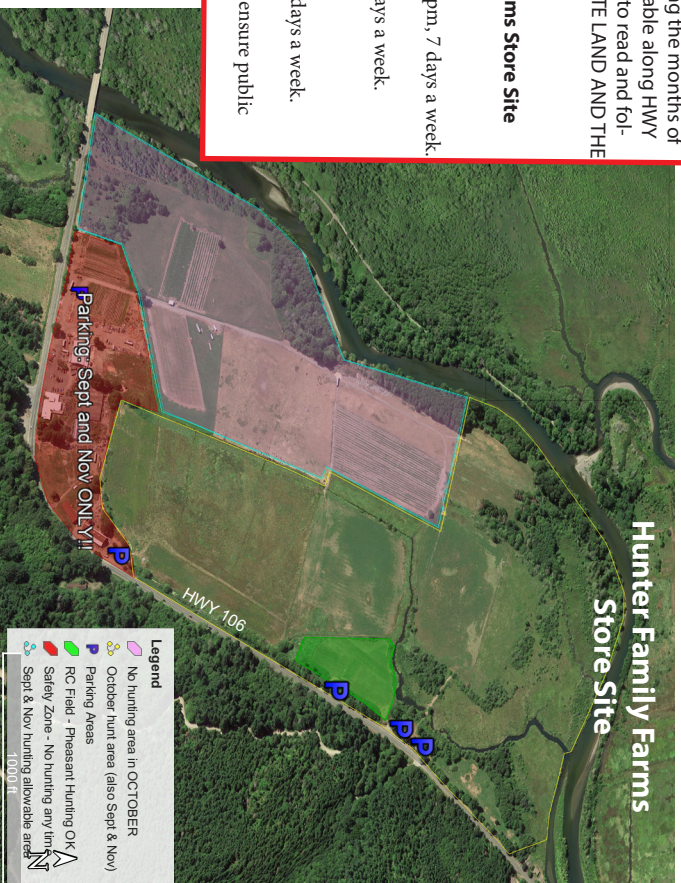 g the months of
able along HWY
to read and fol-
TE LAND AND THE
ms Store Site
pm, 7 days a week.
ays a week.
days a week.
ensure public
Hunter Family Farms
Store Site
Parking: Sept and Nov ONLY!!
P
HWY 106
P
P
P
Legend
No hunting area in OCTOBER
October hunt area (also Sept & Nov)
P Parking Areas
RC Field - Pheasant Hunting OK
Safety Zone - No hunting any time
Sept & Nov hunting allowable area
1000 ft
N